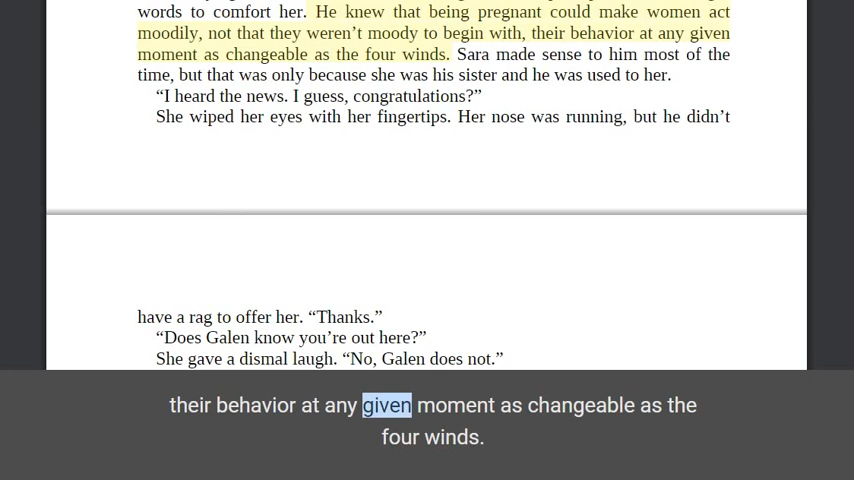 words to comfort her. He knew that being pregnant could make women act
moodily, not that they weren’t moody to begin with, their behavior at any given
moment as changeable as the four winds. Sara made sense to him most of the
time, but that was only because she was his sister and he was used to her.
“I heard the news. I guess, congratulations?”
She wiped her eyes with her fingertips. Her nose was running, but he didn’t
have a rag to offer her. “Thanks.”
“Does Galen know you’re out here?”
She gave a dismal laugh. “No, Galen does not.”
their behavior at any given moment as changeable as the
four winds.